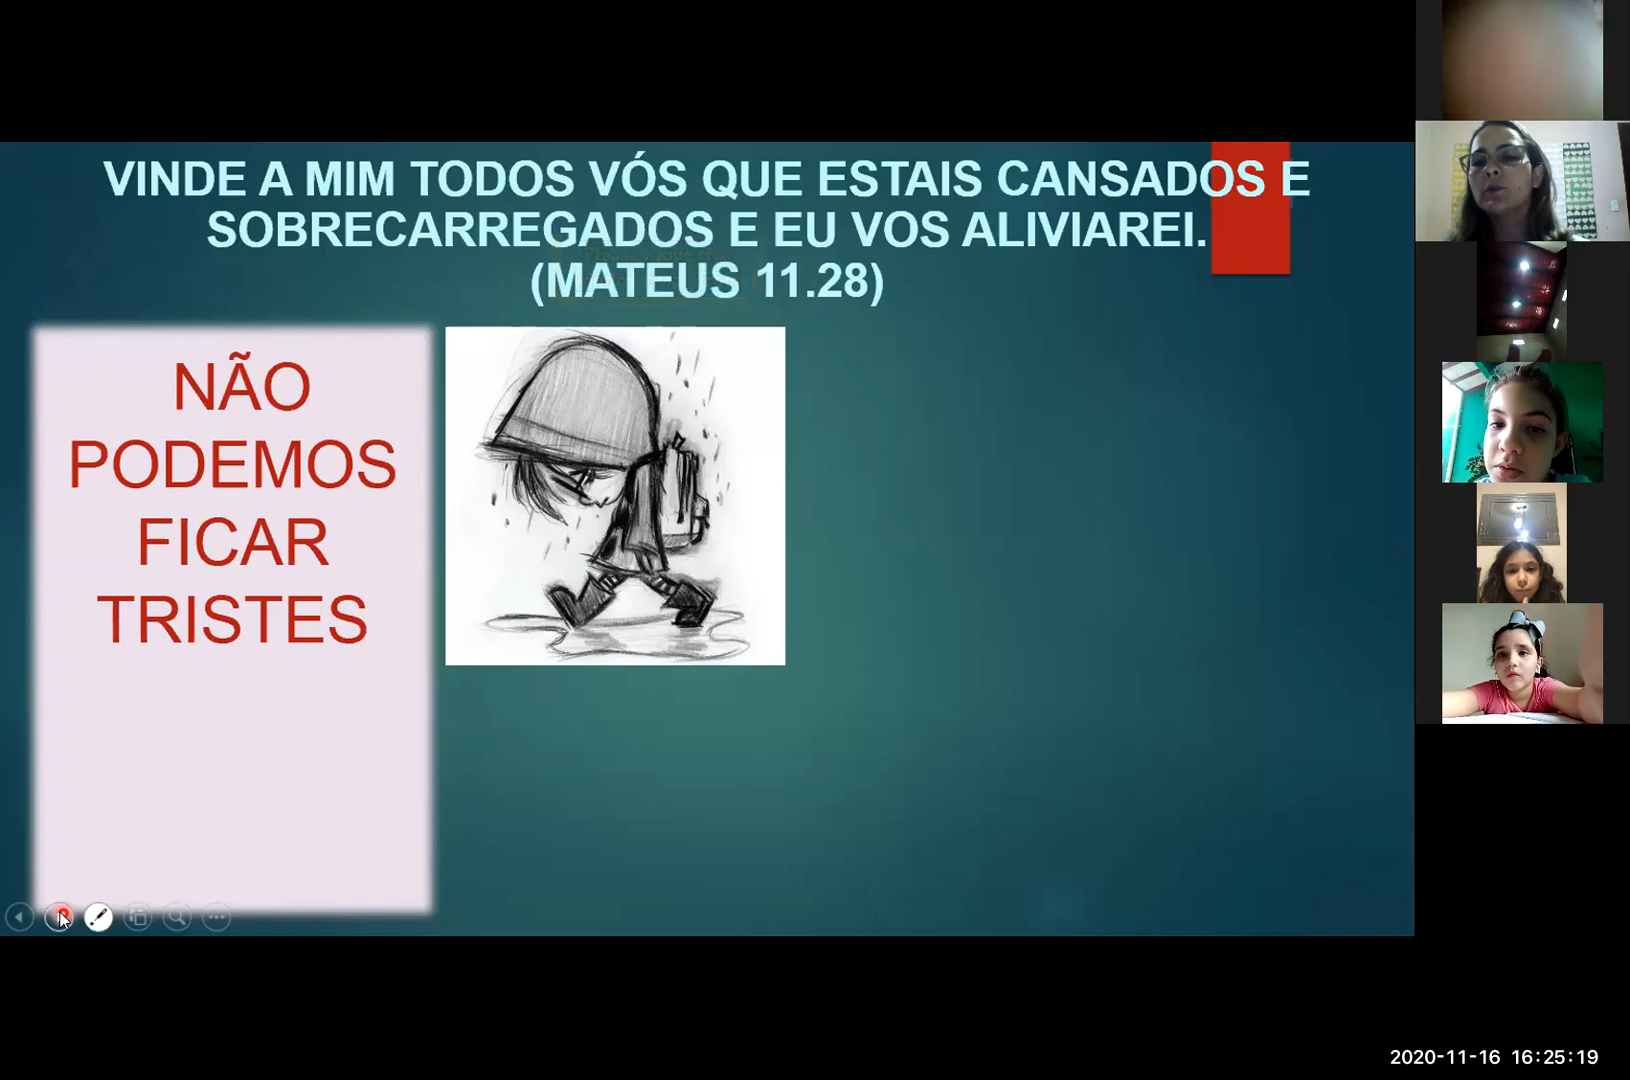 VINDE A MIM TODOS VÓS QUE ESTAIS CANSADOS E
SOBRECARREGADOS E EU VOS ALIVIAREI.
(MATEUS 11.28)
NÃO
PODEMOS
FICAR
TRISTES
2020-11-16 16:25:19